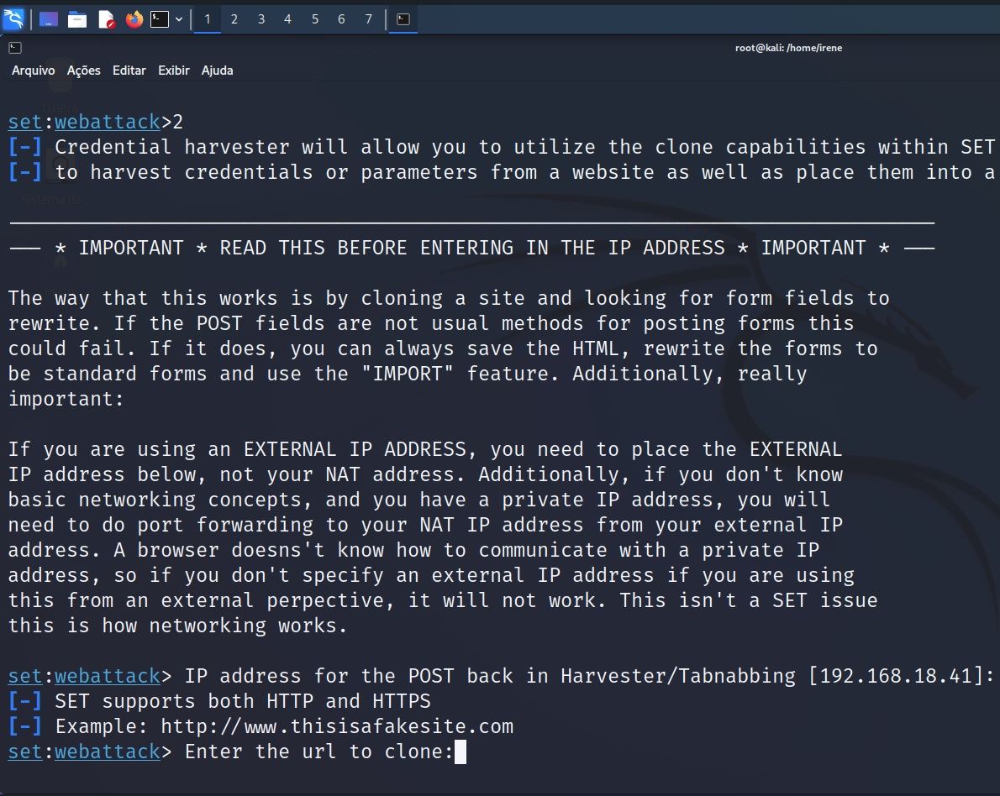 1 2 3 4 5 6 7
root@kali: /home/irene
Arquivo Ações Editar Exibir Ajuda
set:webattack>2
[-] Credential harvester will allow you to utilize the clone capabilities within SET
[-] to harvest credentials or parameters from a website as well as place them into a
Sistema de ...
--- * IMPORTANT * READ THIS BEFORE ENTERING IN THE IP ADDRESS * IMPORTANT * ---
The way that this works is by cloning a site and looking for form fields to
rewrite. If the POST fields are not usual methods for posting forms this
could fail. If it does, you can always save the HTML, rewrite the forms to
be standard forms and use the "IMPORT" feature. Additionally, really
important:
If you are using an EXTERNAL IP ADDRESS, you need to place the EXTERNAL
IP address below, not your NAT address. Additionally, if you don't know
basic networking concepts, and you have a private IP address, you will
need to do port forwarding to your NAT IP address from your external IP
address. A browser doesns't know how to communicate with a private IP
address, so if you don't specify an external IP address if you are using
this from an external perpective, it will not work. This isn't a SET issue
this is how networking works.
set:webattack> IP address for the POST back in Harvester/Tabnabbing [192.168.18.41]:
[-] SET supports both HTTP and HTTPS
[-] Example: http://www.thisisafakesite.com
set:webattack> Enter the url to clone: